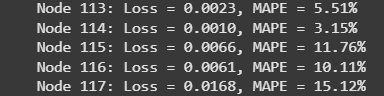 Node 113: Loss = 0.0023, MAPE = 5.51%
Node 114: Loss = 0.0010, MAPE = 3.15%
Node 115: Loss = 0.0066, MAPE = 11.76%
Node 116: Loss = 0.0061, MAPE = 10.11%
Node 117: Loss = 0.0168, MAPE = 15.12%